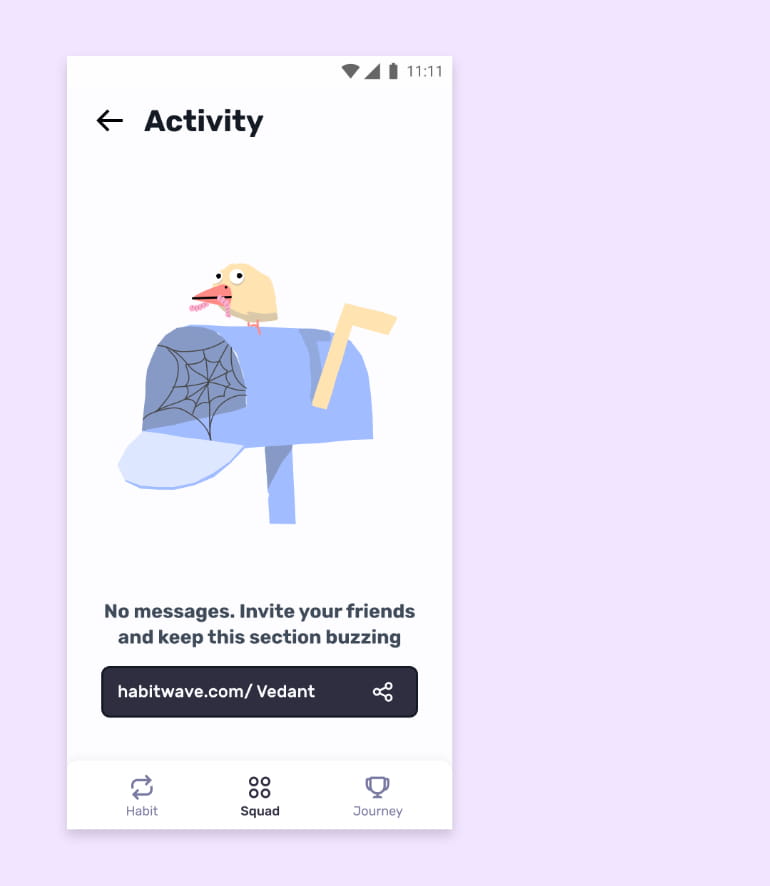 11:11
Activity
No messages. Invite your friends
and keep this section buzzing
habitwave.com/ Vedant
Habit
Squad
Journey